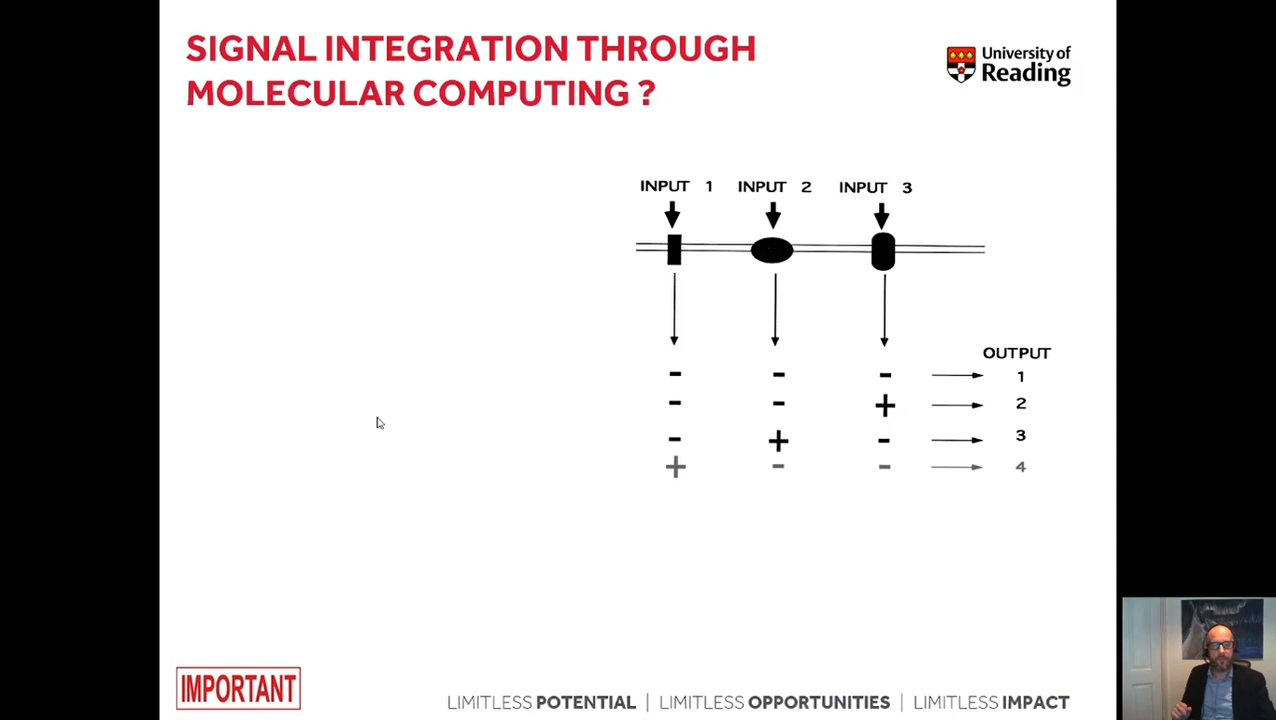 SIGNAL INTEGRATION THROUGH
MOLECULAR COMPUTING ?
University of
Reading
INPUT 1 INPUT 2 INPUT 3
OUTPUT
- - - 1
- - + 2
- + - 3
+ - - 4
IMPORTANT
LIMITLESS POTENTIAL | LIMITLESS OPPORTUNITIES | LIMITLESS IMPACT